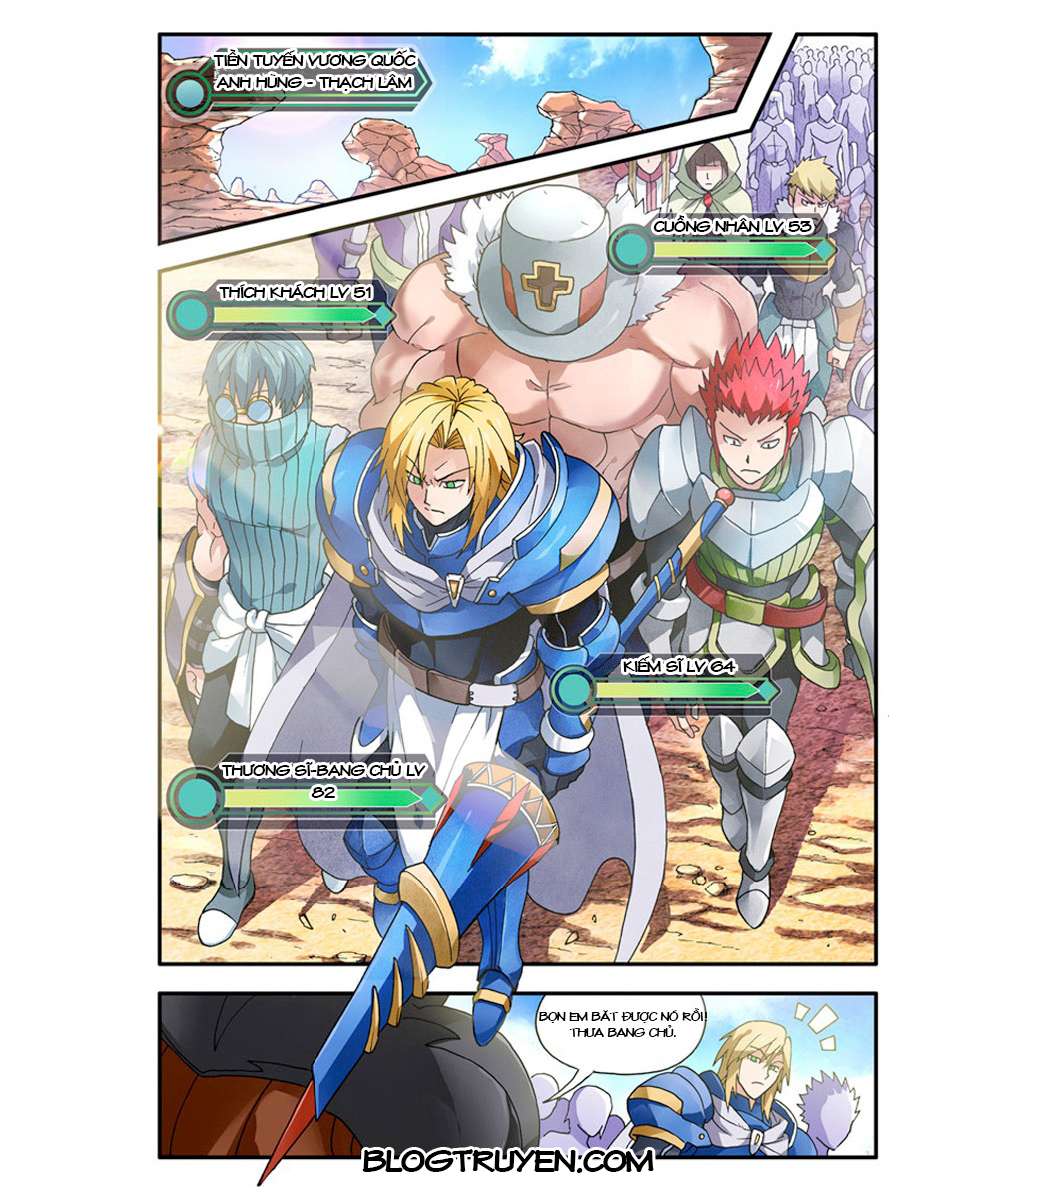 TIỀN TUYẾN VƯƠNG QUỐC
ANH HÙNG - THẠCH LÂM
CUỒNG NHÂN LV 53
THÍCH KHÁCH LV 51
KIẾM SĨ LV 64
THƯƠNG SĨ-BANG CHỦ LV
82
BỌN EM BẮT ĐƯỢC NÓ RỒI!
THƯA BANG CHỦ.
BLOGTRUYEN.COM